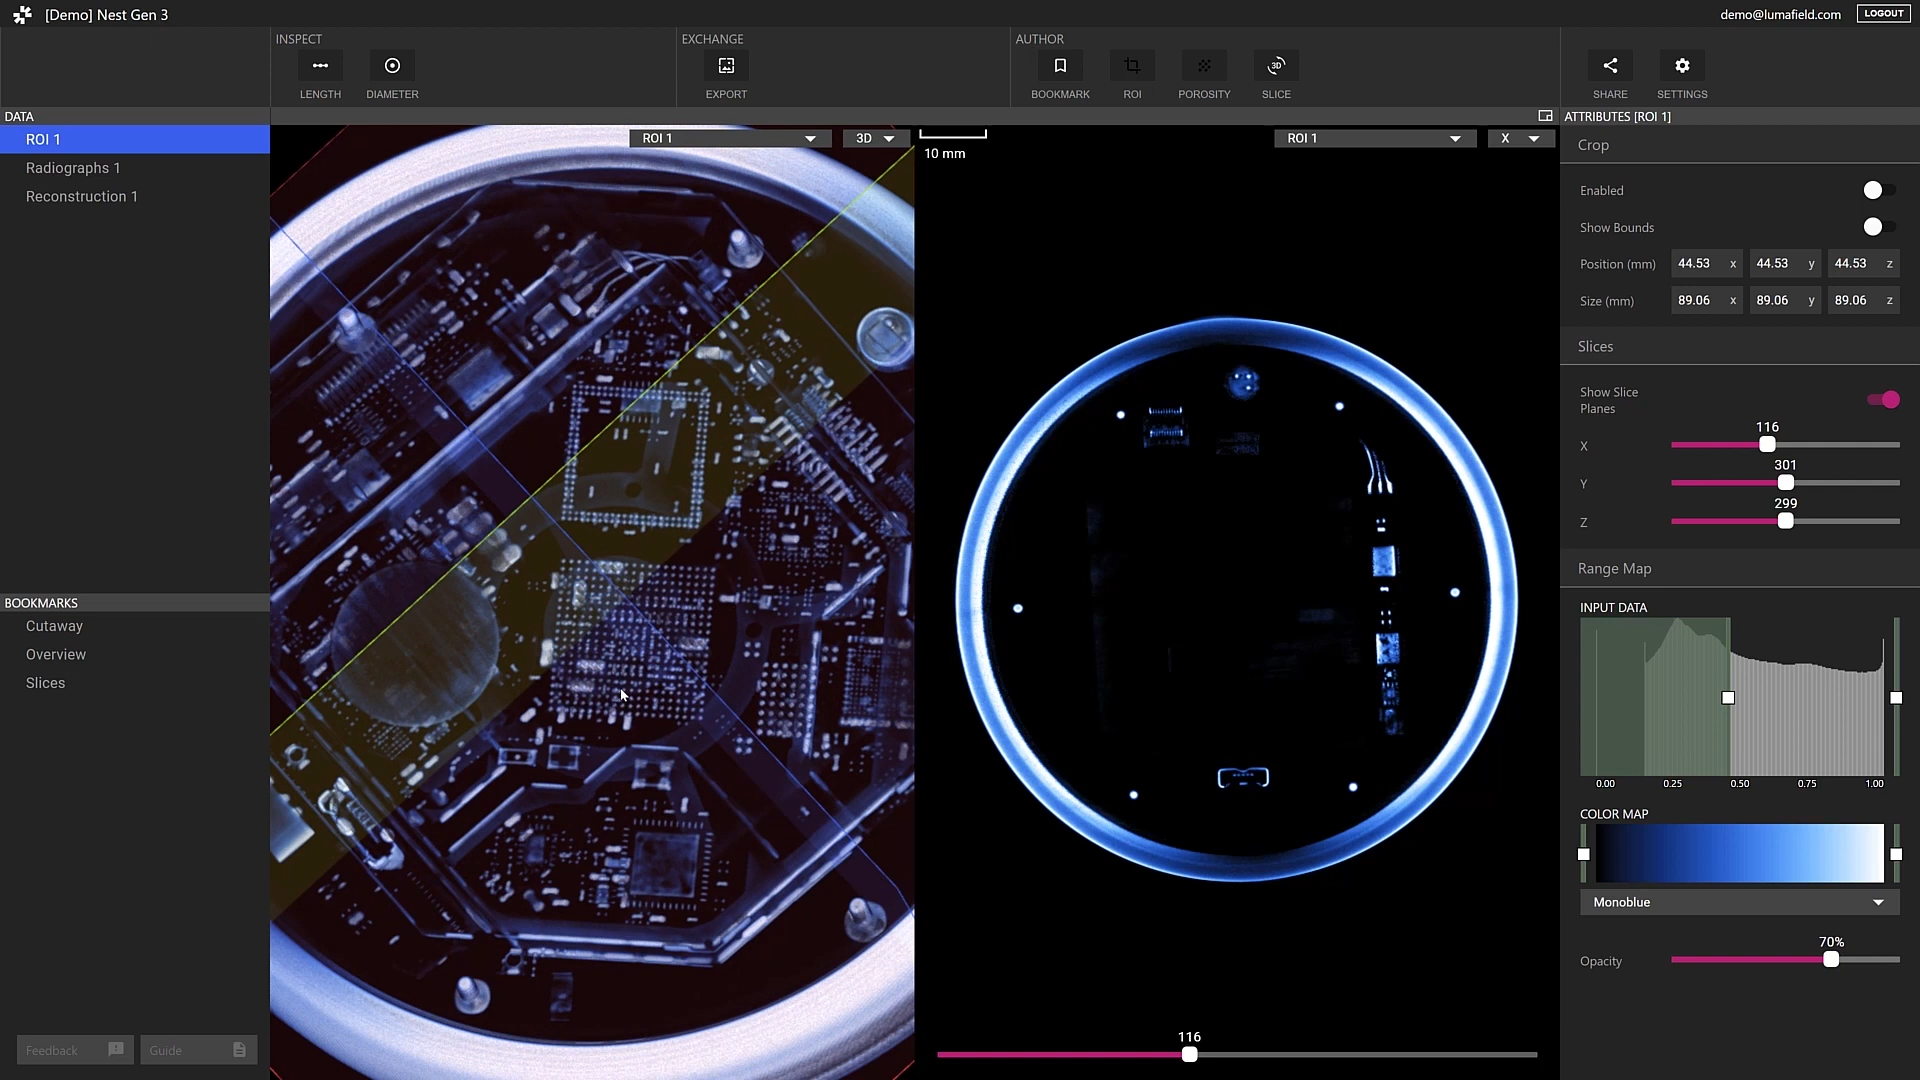 [Demo] Nest Gen 3
demo@lumafield.com
LOGOUT
INSPECT
EXCHANGE
AUTHOR
LENGTH
DIAMETER
EXPORT
BOOKMARK
ROI
POROSITY
3D
SLICE
SHARE
SETTINGS
DATA
ROI 1
Radiographs 1
Reconstruction 1
BOOKMARKS
Cutaway
Overview
Slices
Feedback
Guide
ROI 1
3D
10 mm
ROI 1
X
116
ATTRIBUTES [ROI 1]
Crop
Enabled
Show Bounds
Position (mm) 44.53 x 44.53 y 44.53 z
Size (mm) 89.06 x 89.06 y 89.06 z
Slices
Show Slice
Planes
116
X
301
Y
299
Z
Range Map
INPUT DATA
0.00 0.25 0.50 0.75 1.00
COLOR MAP
Monoblue
70%
Opacity